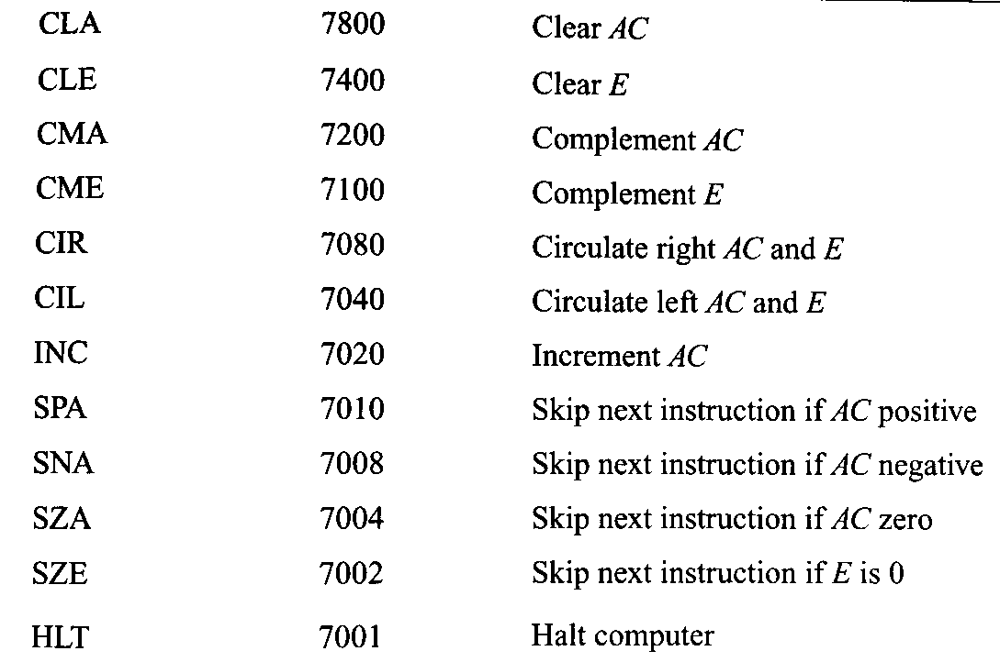 CLA 7800 Clear AC
CLE 7400 Clear E
CMA 7200 Complement AC
CME 7100 Complement E
CIR 7080 Circulate right AC and E
CIL 7040 Circulate left AC and E
INC 7020 Increment AC
SPA 7010 Skip next instruction if AC positive
SNA 7008 Skip next instruction if AC negative
SZA 7004 Skip next instruction if AC zero
SZE 7002 Skip next instruction if E is 0
HLT 7001 Halt computer